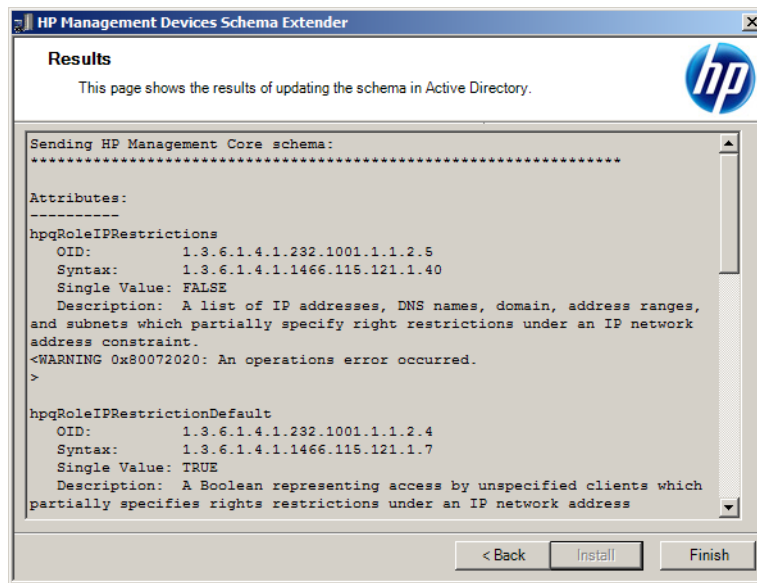 HP Management Devices Schema Extender
Results
This page shows the results of updating the schema in Active Directory.
hp
Sending HP Management Core schema:
******************************************************************
Attributes:
----------
hpqRoleIPRestrictions
OID: 1.3.6.1.4.1.232.1001.1.1.2.5
Syntax: 1.3.6.1.4.1.1466.115.121.1.40
Single Value: FALSE
Description: A list of IP addresses, DNS names, domain, address ranges,
and subnets which partially specify right restrictions under an IP network
address constraint.
<WARNING 0x80072020: An operations error occurred.
>
hpqRoleIPRestrictionDefault
OID: 1.3.6.1.4.1.232.1001.1.1.2.4
Syntax: 1.3.6.1.4.1.1466.115.121.1.7
Single Value: TRUE
Description: A Boolean representing access by unspecified clients which
partially specifies rights restrictions under an IP network address
< Back Install Finish